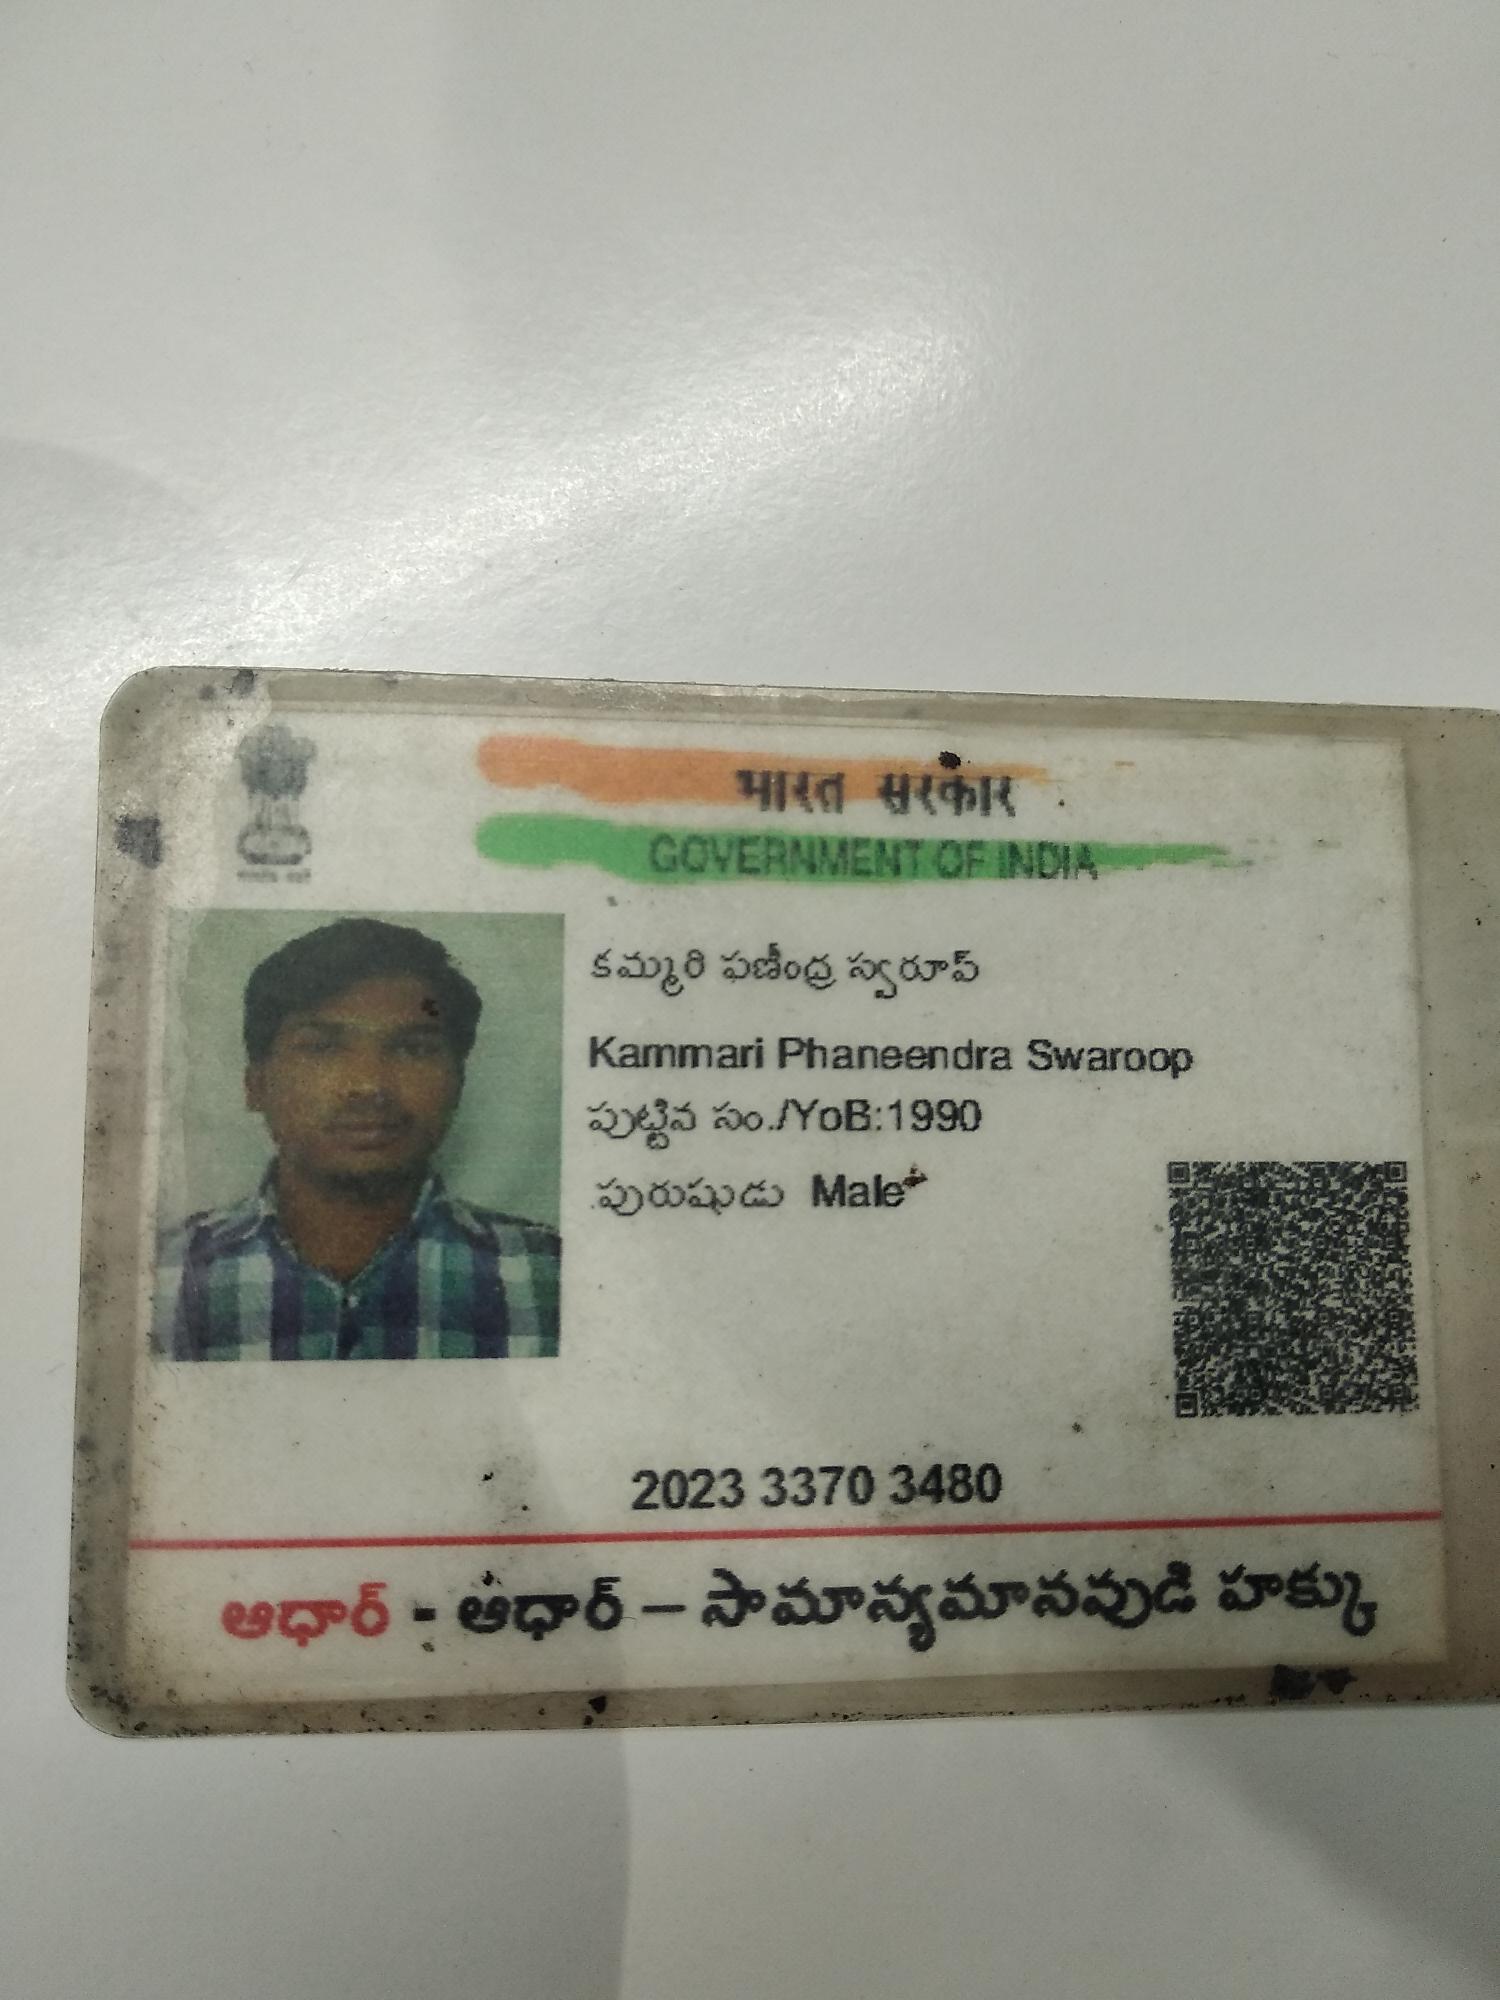 भारत सरकार
GOVERNMENT OF INDIA
కమ్మరి ఫణీంద్ర స్వరూప్
Kammari Phaneendra Swaroop
పుట్టిన సం./YoB:1990
పురుషుడు Male
2023 3370 3480
ఆధార్ - ఆధార్ – సామాన్యమానవుడి హక్కు